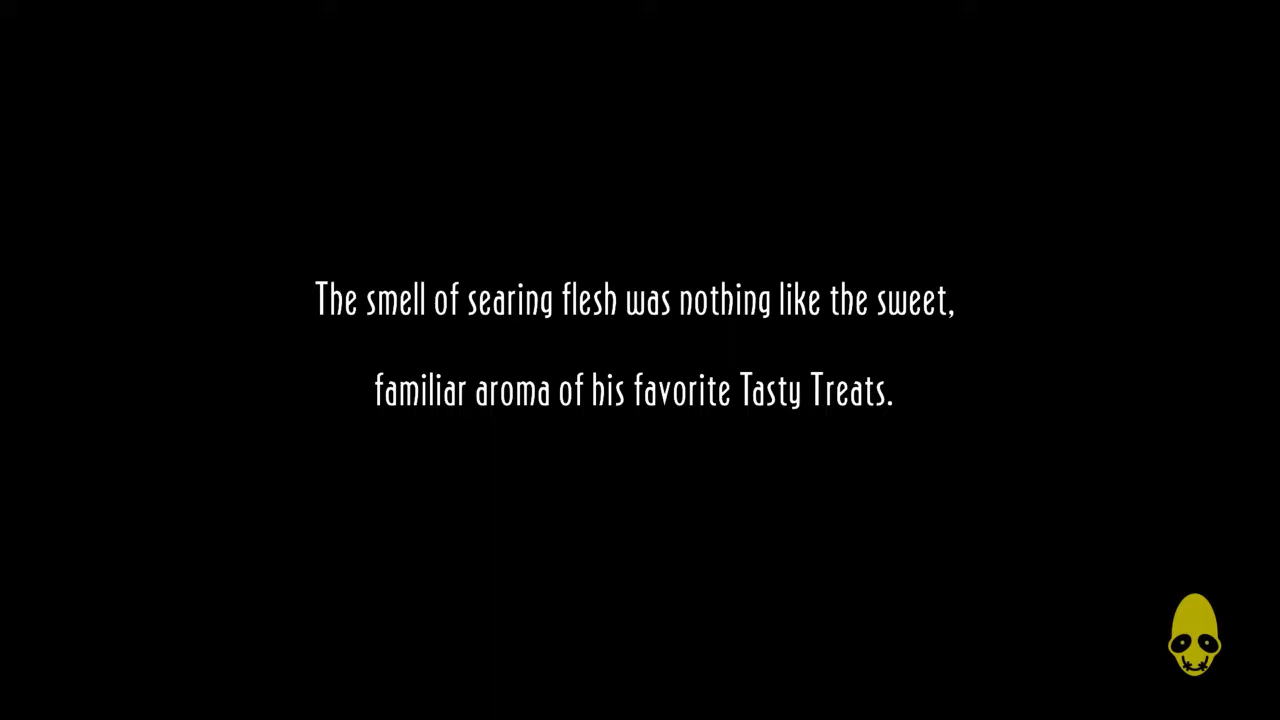 The smell of searing flesh was nothing like the sweet,
familiar aroma of his favorite Tasty Treats.